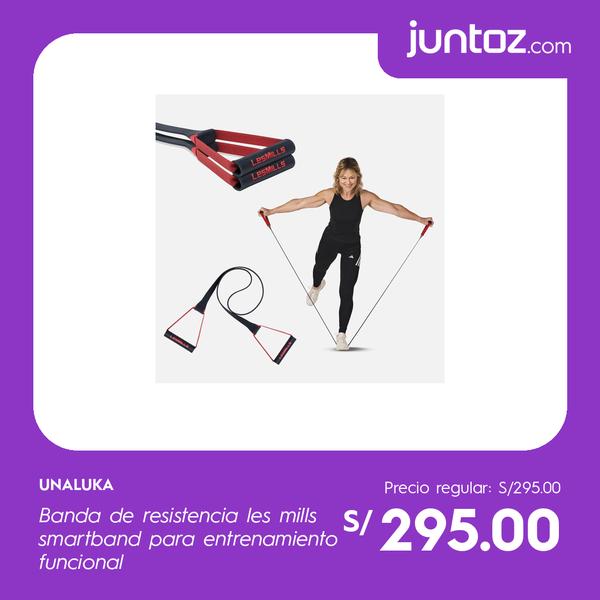 juntoz.com
LesMILLS
LesMILLS
LesMILLS
UNALUKA
Precio regular: S/295.00
Banda de resistencia les mills
smartband para entrenamiento
funcional
S/ 295.00